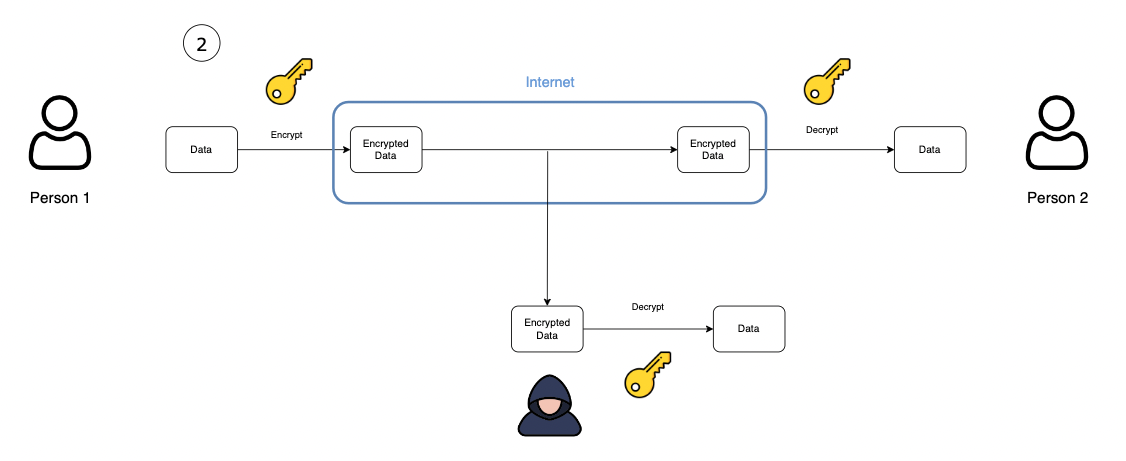 2
Internet
Encrypt
Decrypt
Data
Encrypted
Data
Encrypted
Data
Data
Person 1
Person 2
Decrypt
Encrypted
Data
Data